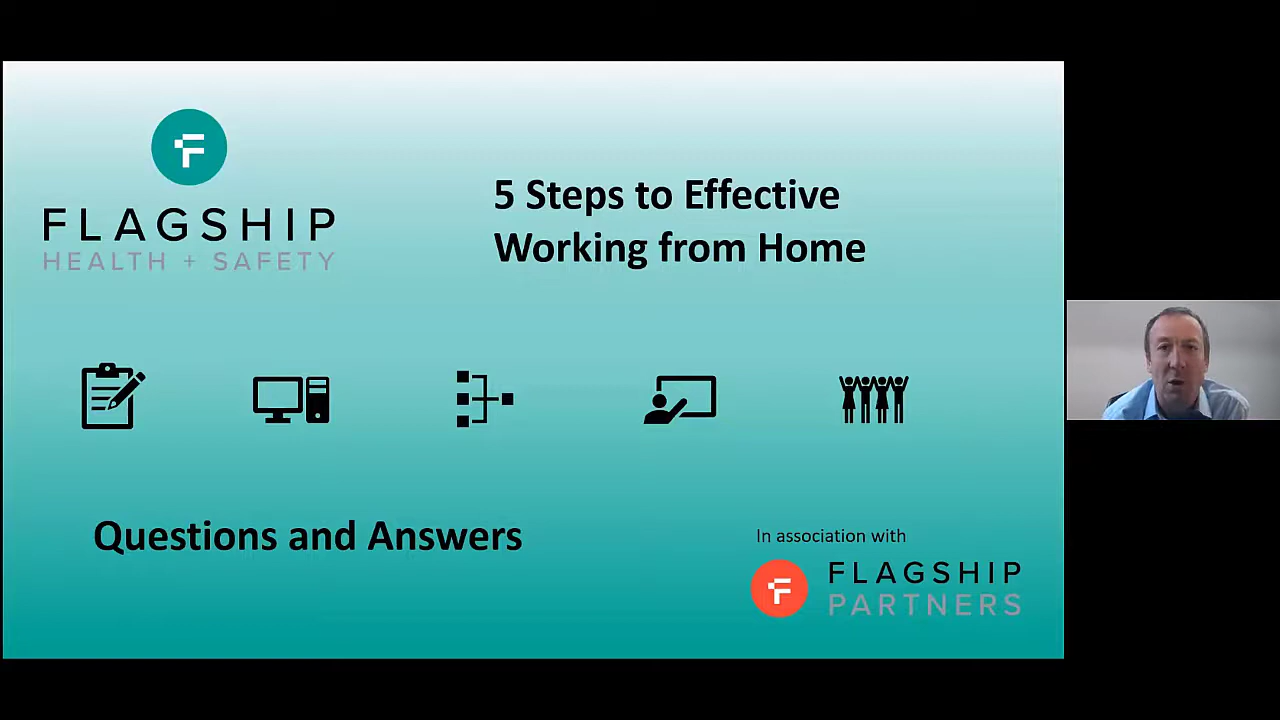 FLAGSHIP
HEALTH + SAFETY
5 Steps to Effective
Working from Home
Questions and Answers
In association with
FLAGSHIP
PARTNERS